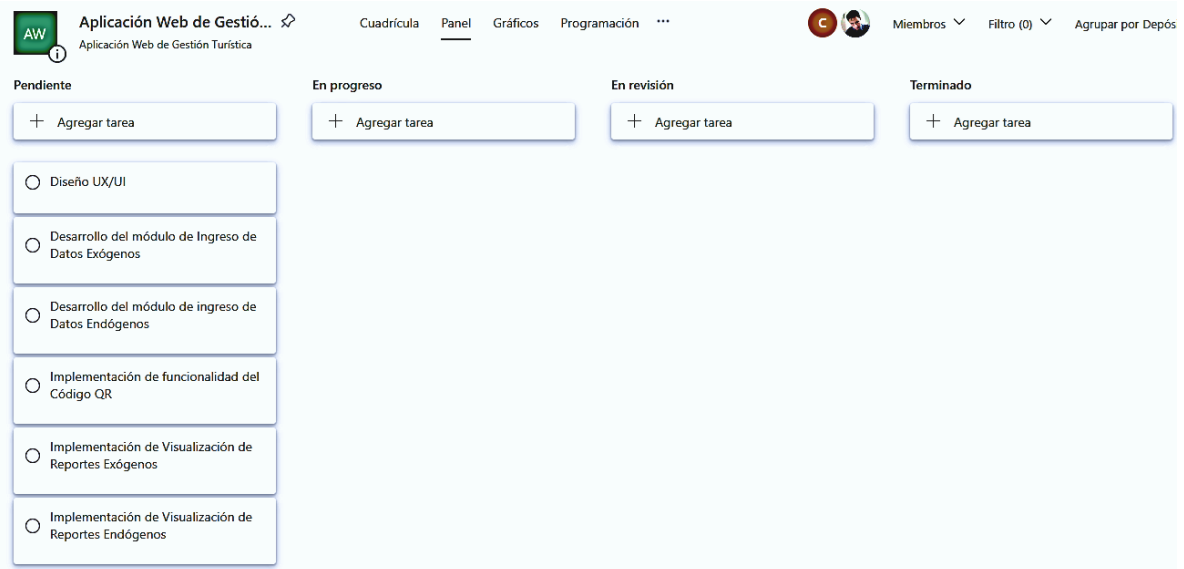 AW
Aplicación Web de Gestió...
Aplicación Web de Gestión Turística
Cuadrícula Panel Gráficos Programación ...
C
Miembros Filtro (0) Agrupar por Depós
Pendiente En progreso En revisión Terminado
Agregar tarea Agregar tarea Agregar tarea Agregar tarea
Diseño UX/UI
Desarrollo del módulo de Ingreso de
Datos Exógenos
Desarrollo del módulo de ingreso de
Datos Endógenos
Implementación de funcionalidad del
Código QR
Implementación de Visualización de
Reportes Exógenos
Implementación de Visualización de
Reportes Endógenos